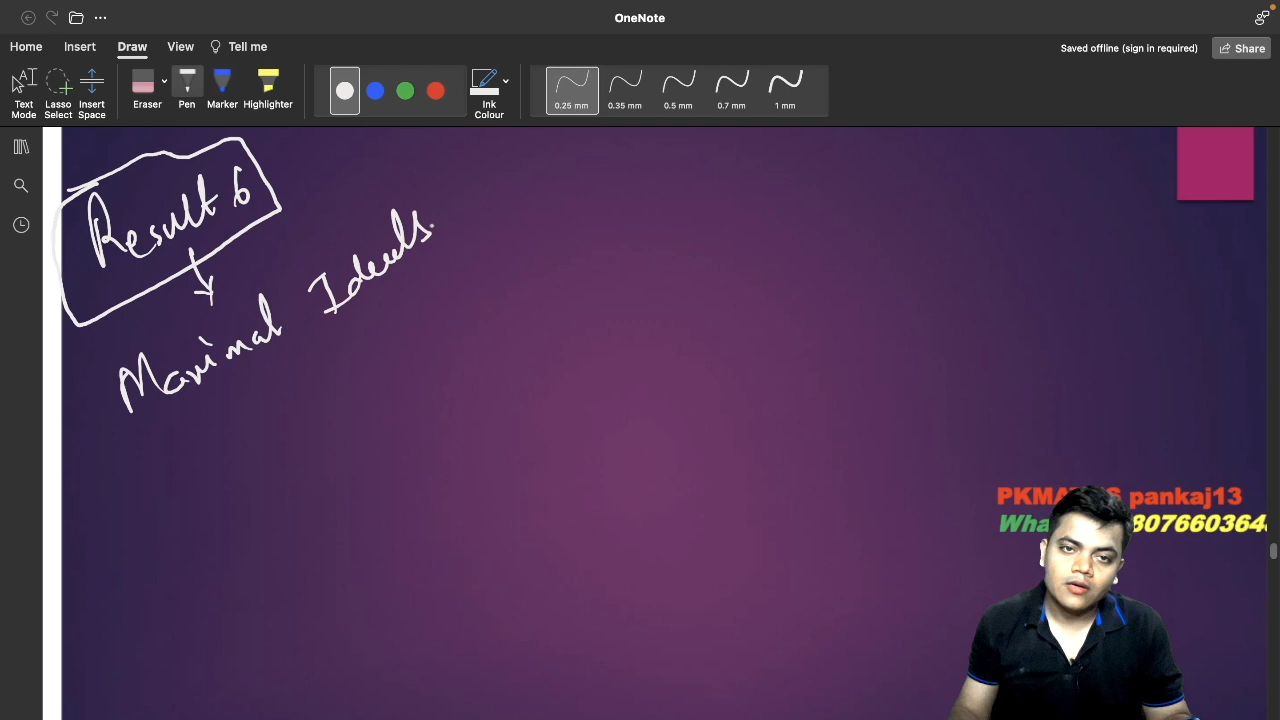 OneNote
Home Insert Draw View Tell me
Saved offline (sign in required) Share
Text Mode
Lasso Select
Insert Space
Eraser
Pen
Marker
Highlighter
Ink Colour
0.25 mm 0.35 mm 0.5 mm 0.7 mm 1 mm
Result 6
Maximal Ideals
pankaj13